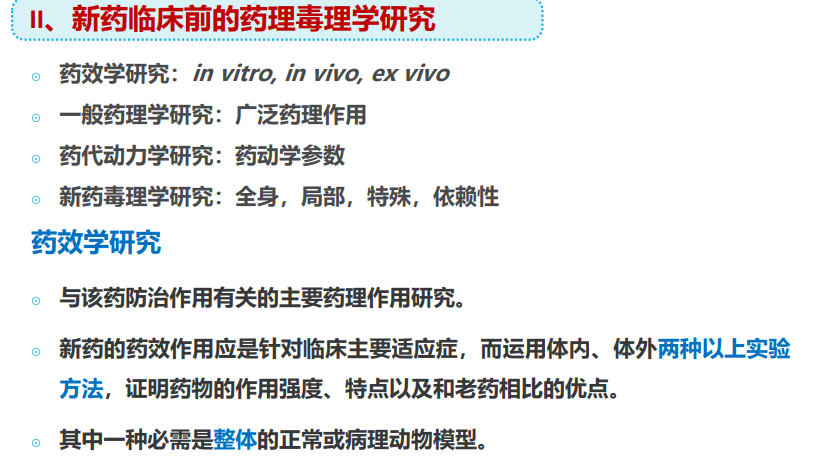 II、新药临床前的药理毒理学研究
药效学研究：in vitro, in vivo, ex vivo
一般药理学研究：广泛药理作用
药代动力学研究：药动学参数
新药毒理学研究：全身，局部，特殊，依赖性
药效学研究
与该药防治作用有关的主要药理作用研究。
新药的药效作用应是针对临床主要适应症，而运用体内、体外两种以上实验
方法，证明药物的作用强度、特点以及和老药相比的优点。
其中一种必需是整体的正常或病理动物模型。